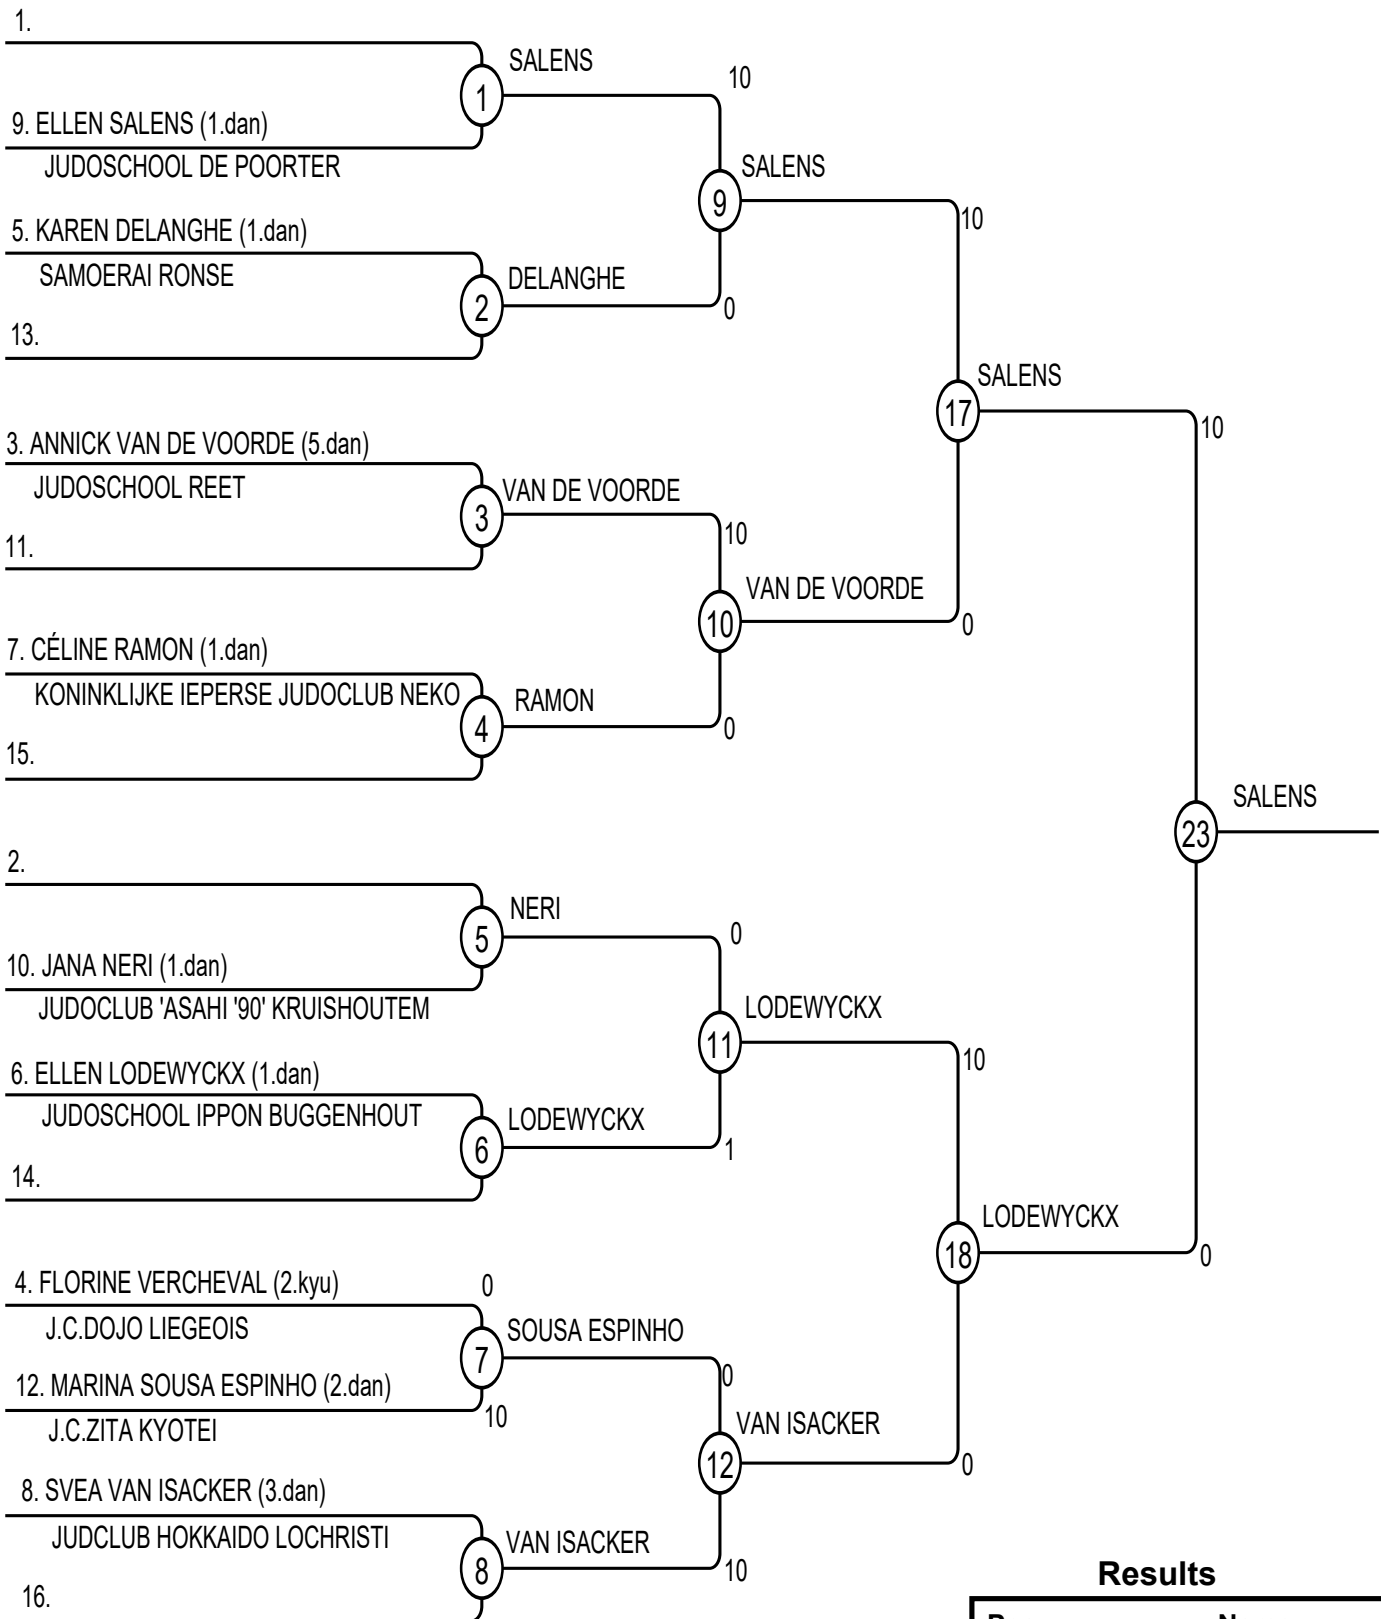 1.
SALENS
10
1
9. ELLEN SALENS (1.dan)
JUDOSCHOOL DE POORTER
SALENS
9
10
5. KAREN DELANGHE (1.dan)
SAMOERAI RONSE
DELANGHE
2
0
13.
SALENS
17
10
3. ANNICK VAN DE VOORDE (5.dan)
JUDOSCHOOL REET
VAN DE VOORDE
3
10
11.
VAN DE VOORDE
10
0
7. CÉLINE RAMON (1.dan)
KONINKLIJKE IEPERSE JUDOCLUB NEKO
RAMON
4
0
15.
SALENS
23
2.
NERI
5
0
10. JANA NERI (1.dan)
JUDOCLUB 'ASAHI '90' KRUISHOUTEM
LODEWYCKX
11
10
6. ELLEN LODEWYCKX (1.dan)
JUDOSCHOOL IPPON BUGGENHOUT
LODEWYCKX
6
1
14.
LODEWYCKX
18
0
4. FLORINE VERCHEVAL (2.kyu)
0
J.C.DOJO LIEGEOIS
SOUSA ESPINHO
7
0
12. MARINA SOUSA ESPINHO (2.dan)
10
J.C.ZITA KYOTEI
VAN ISACKER
12
0
8. SVEA VAN ISACKER (3.dan)
JUDCLUB HOKKAIDO LOCHRISTI
VAN ISACKER
8
10
16.
Results